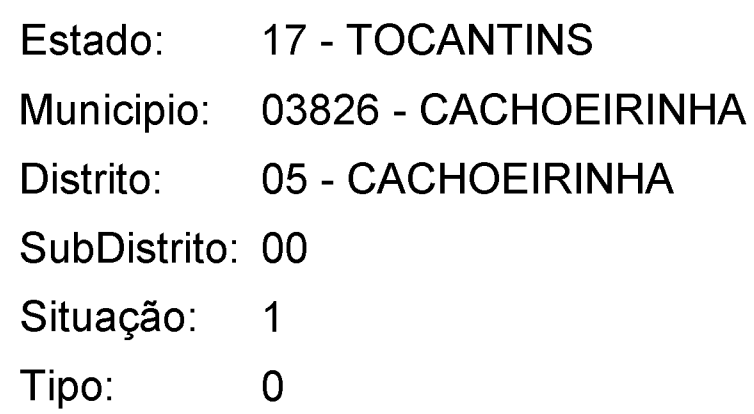 Estado: 17 - TOCANTINS
Municipio: 03826 - CACHOEIRINHA
Distrito: 05 - CACHOEIRINHA
SubDistrito: 00
Situação: 1
Tipo: 0